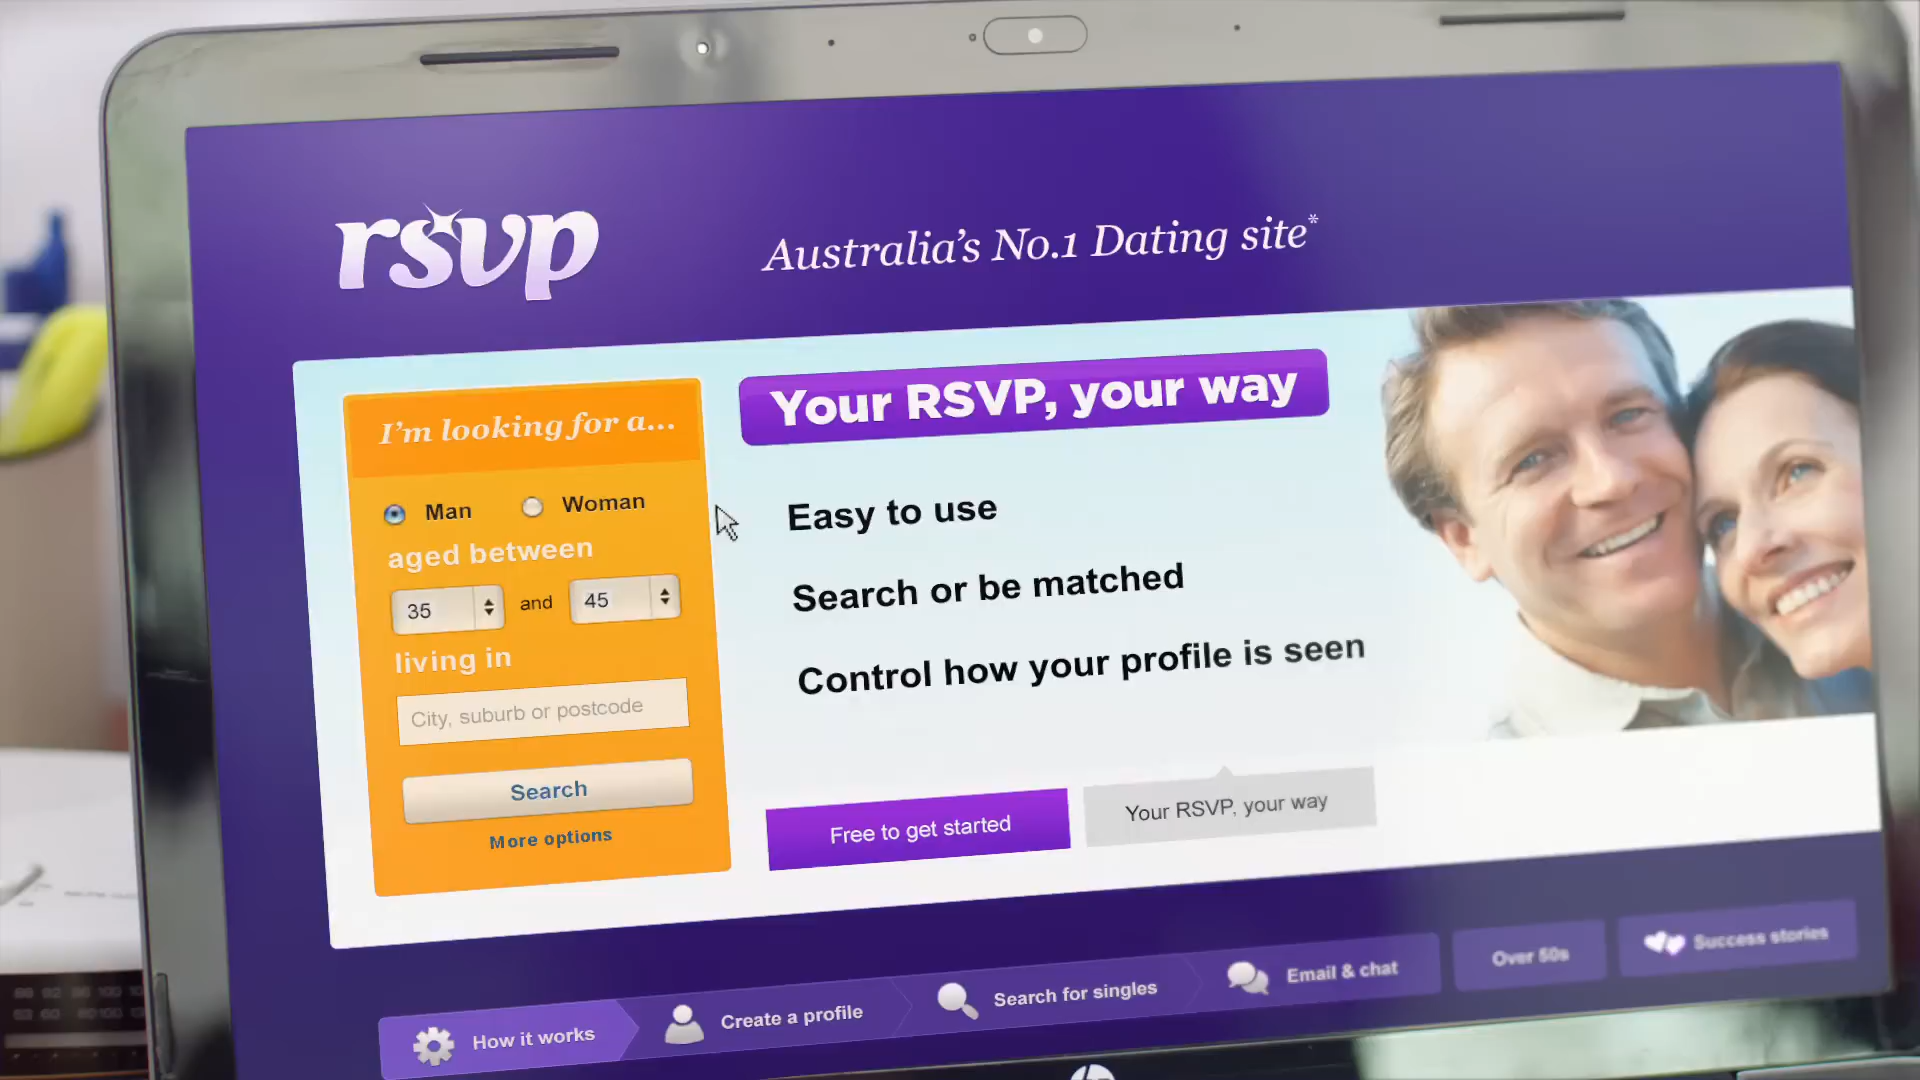 rsvp
Australia's No.1 Dating site*
I'm looking for a...
Man
Woman
aged between
35
and
45
living in
City, suburb or postcode
Search
More options
Your RSVP, your way
Easy to use
Search or be matched
Control how your profile is seen
Free to get started
Your RSVP, your way
How it works
Create a profile
Search for singles
Email & chat
Over 50s
Success stories
hp